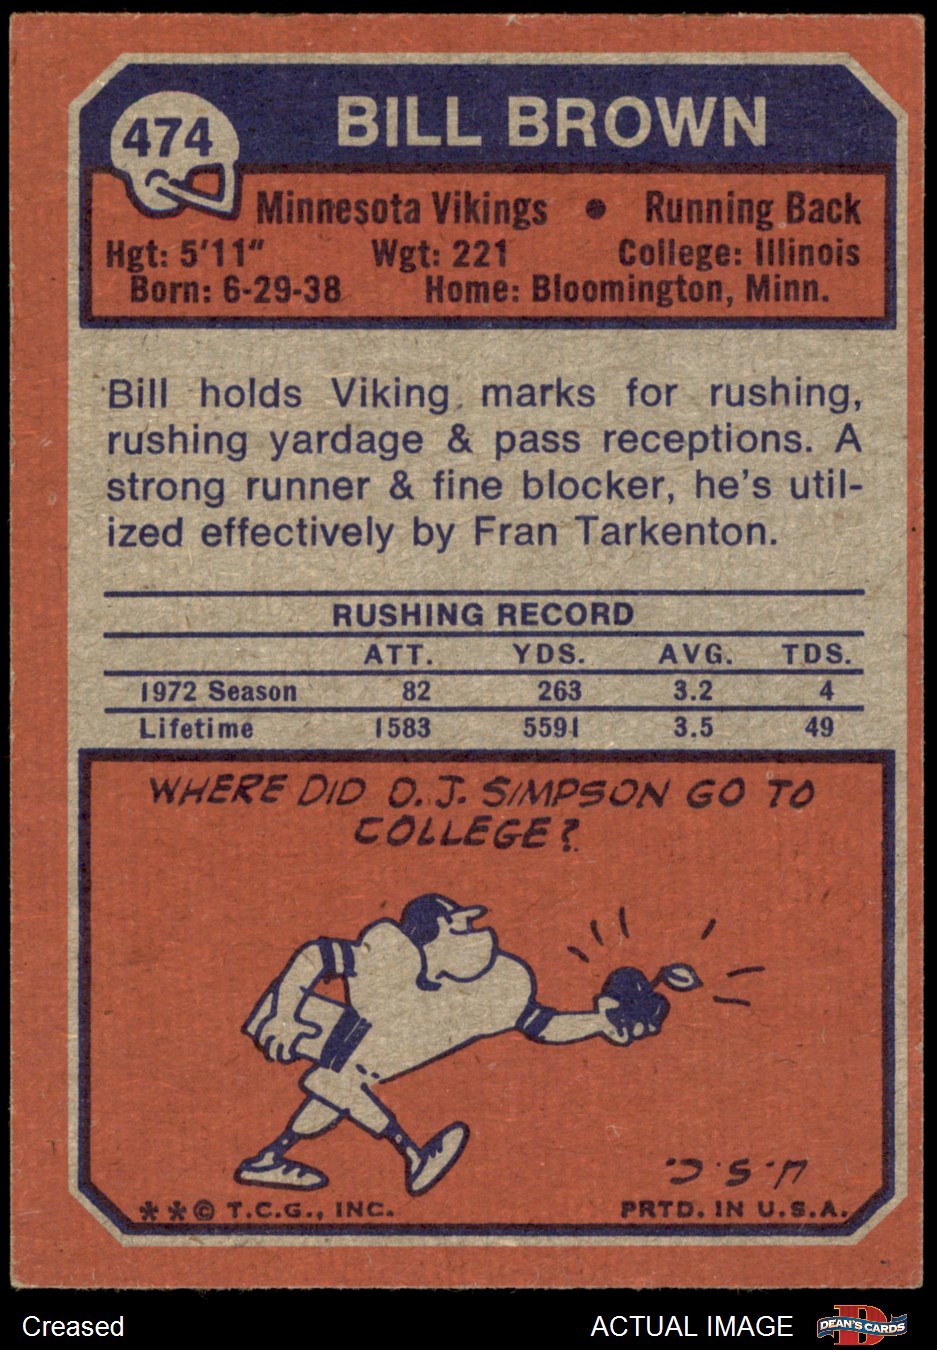 474
BILL BROWN
Minnesota Vikings • Running Back
Hgt: 5'11" Wgt: 221 College: Illinois
Born: 6-29-38 Home: Bloomington, Minn.
Bill holds Viking marks for rushing,
rushing yardage & pass receptions. A
strong runner & fine blocker, he's util-
ized effectively by Fran Tarkenton.
RUSHING RECORD
ATT. YDS. AVG. TDS.
1972 Season 82 263 3.2 4
Lifetime 1583 5591 3.5 49
WHERE DID O.J. SIMPSON GO TO
COLLEGE?
U.S.C.
**© T.C.G., INC. PRTD. IN U.S.A.
Creased ACTUAL IMAGE DEAN'S CARDS